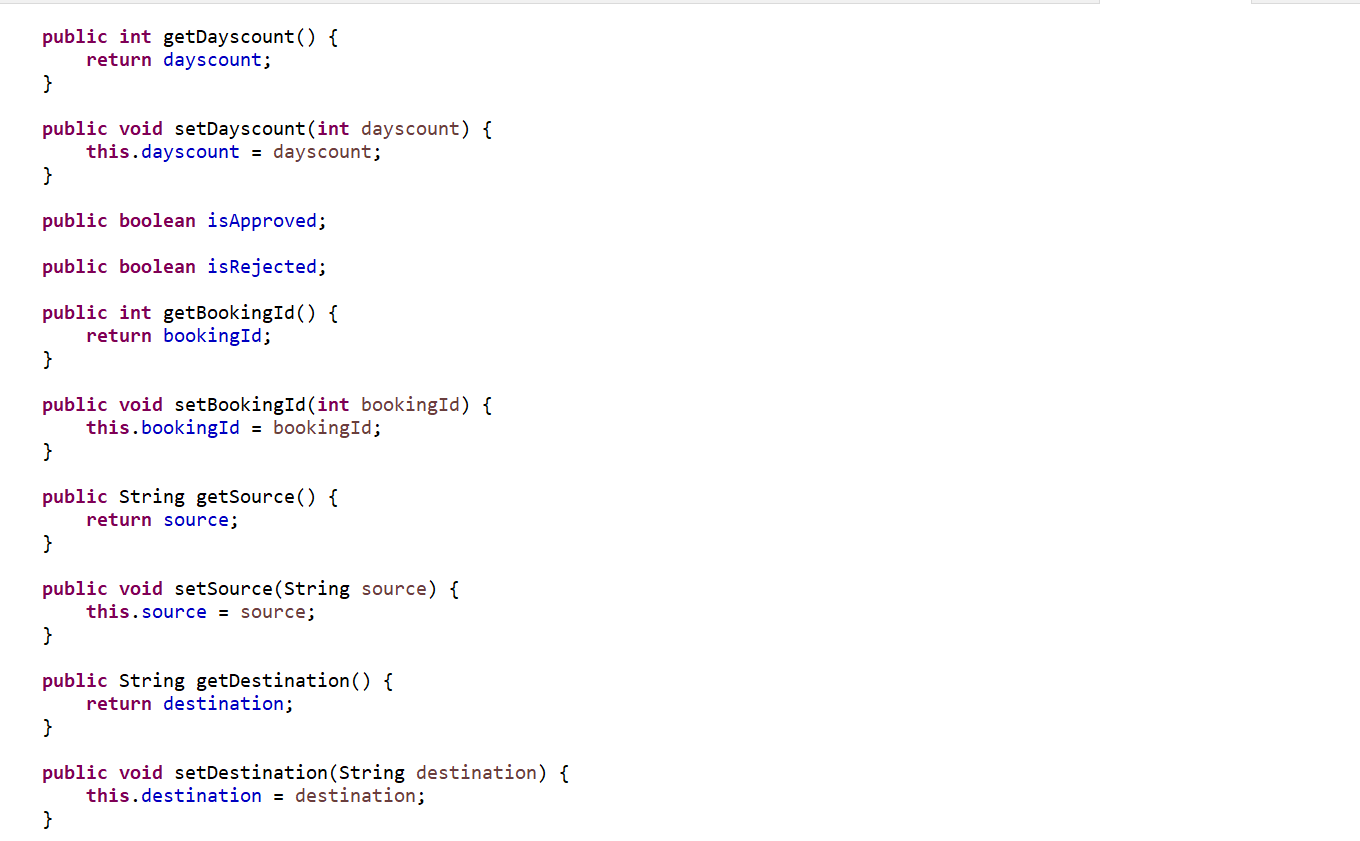 public int getDayscount() {
    return dayscount;
}

public void setDayscount(int dayscount) {
    this.dayscount = dayscount;
}

public boolean isApproved;

public boolean isRejected;

public int getBookingId() {
    return bookingId;
}

public void setBookingId(int bookingId) {
    this.bookingId = bookingId;
}

public String getSource() {
    return source;
}

public void setSource(String source) {
    this.source = source;
}

public String getDestination() {
    return destination;
}

public void setDestination(String destination) {
    this.destination = destination;
}